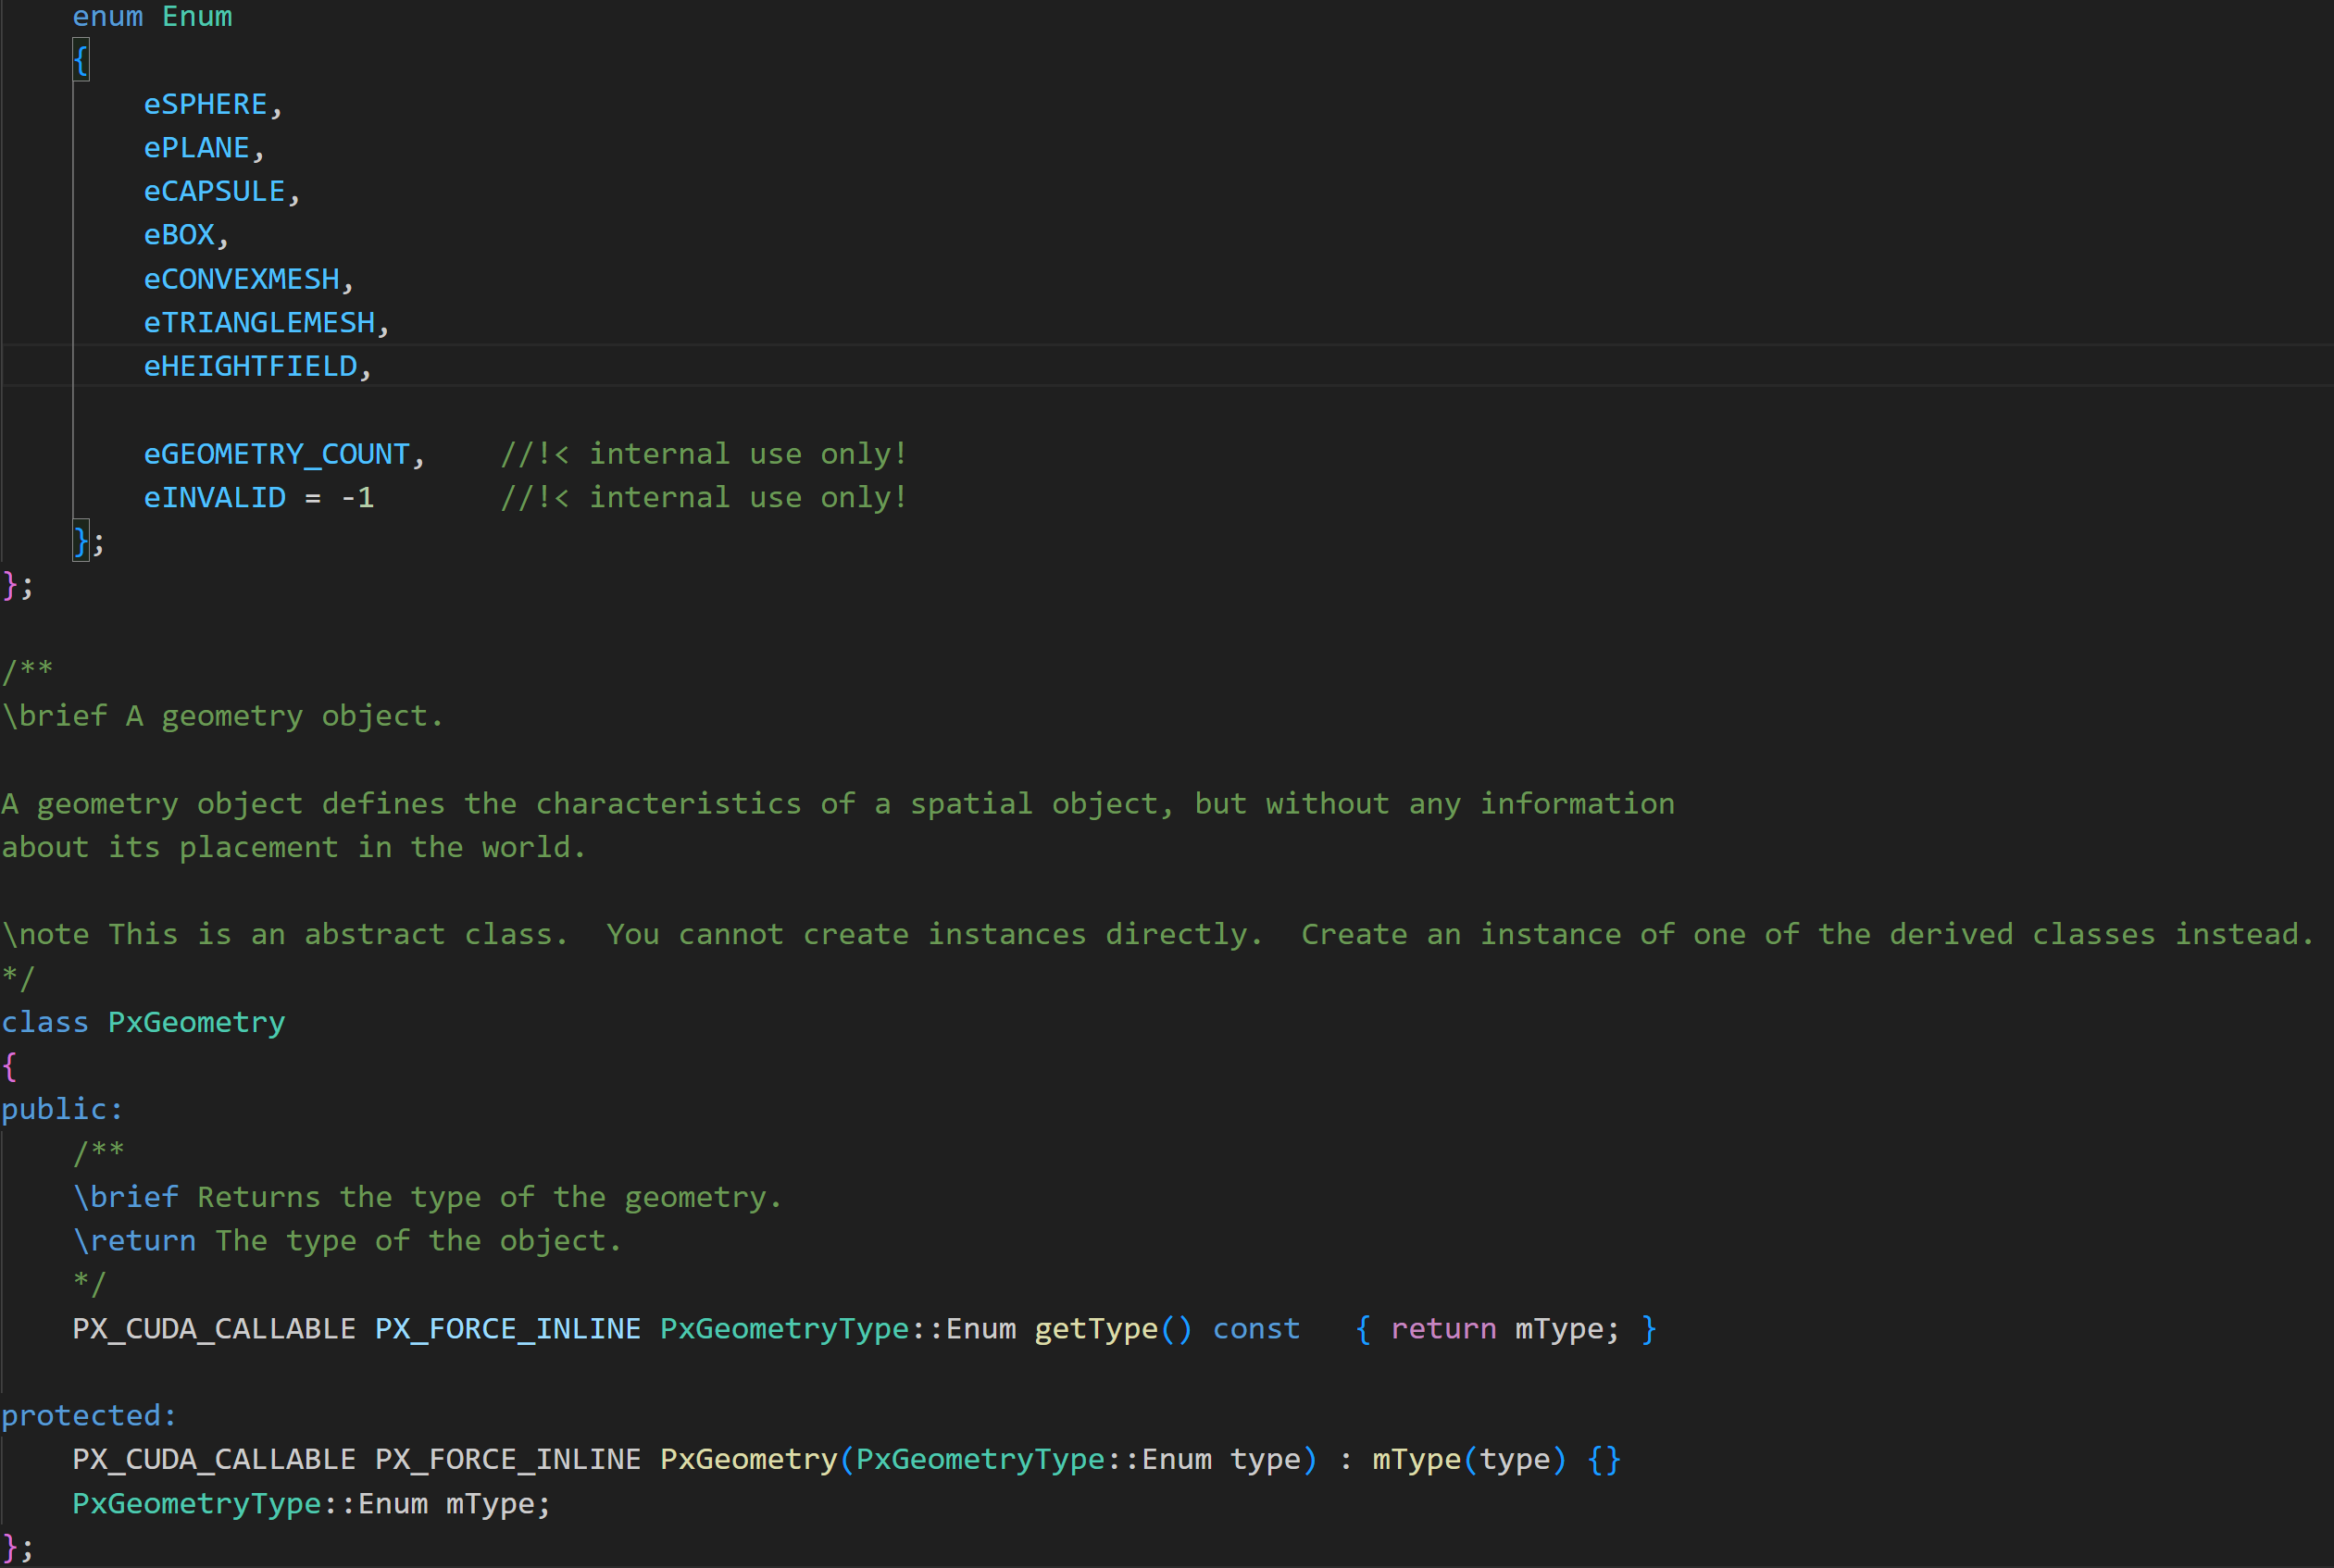 enum Enum
{
eSPHERE,
ePLANE,
eCAPSULE,
eBOX,
eCONVEXMESH,
eTRIANGLEMESH,
eHEIGHTFIELD,
eGEOMETRY_COUNT,    //!< internal use only!
eINVALID = -1       //!< internal use only!
};
};
/**
\brief A geometry object.
A geometry object defines the characteristics of a spatial object, but without any information
about its placement in the world.
\note This is an abstract class.  You cannot create instances directly.  Create an instance of one of the derived classes instead.
*/
class PxGeometry
{
public:
/**
\brief Returns the type of the geometry.
\return The type of the object.
*/
PX_CUDA_CALLABLE PX_FORCE_INLINE PxGeometryType::Enum getType() const   { return mType; }
protected:
PX_CUDA_CALLABLE PX_FORCE_INLINE PxGeometry(PxGeometryType::Enum type) : mType(type) {}
PxGeometryType::Enum mType;
};